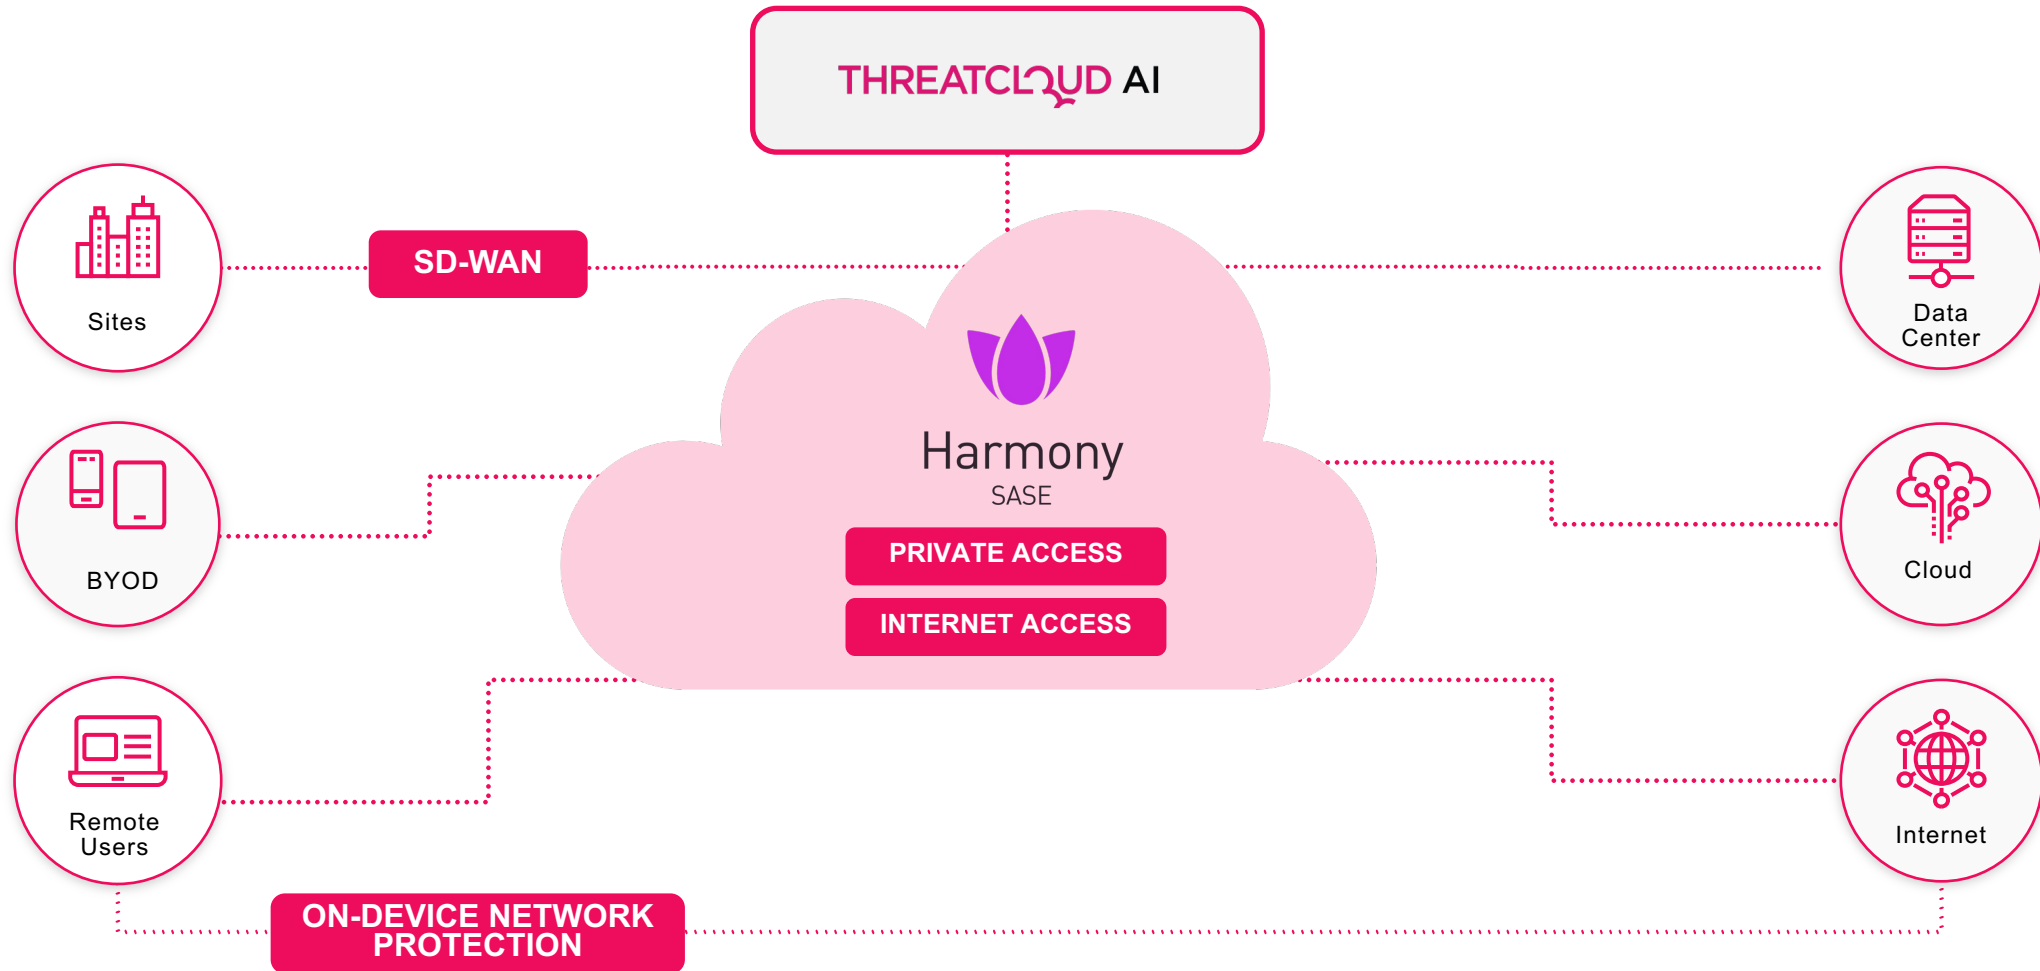 THREATCLOUD AI
SD-WAN
Sites
Data
Center
Harmony
SASE
BYOD
PRIVATE ACCESS
Cloud
INTERNET ACCESS
Remote
Users
Internet
ON-DEVICE NETWORK
PROTECTION